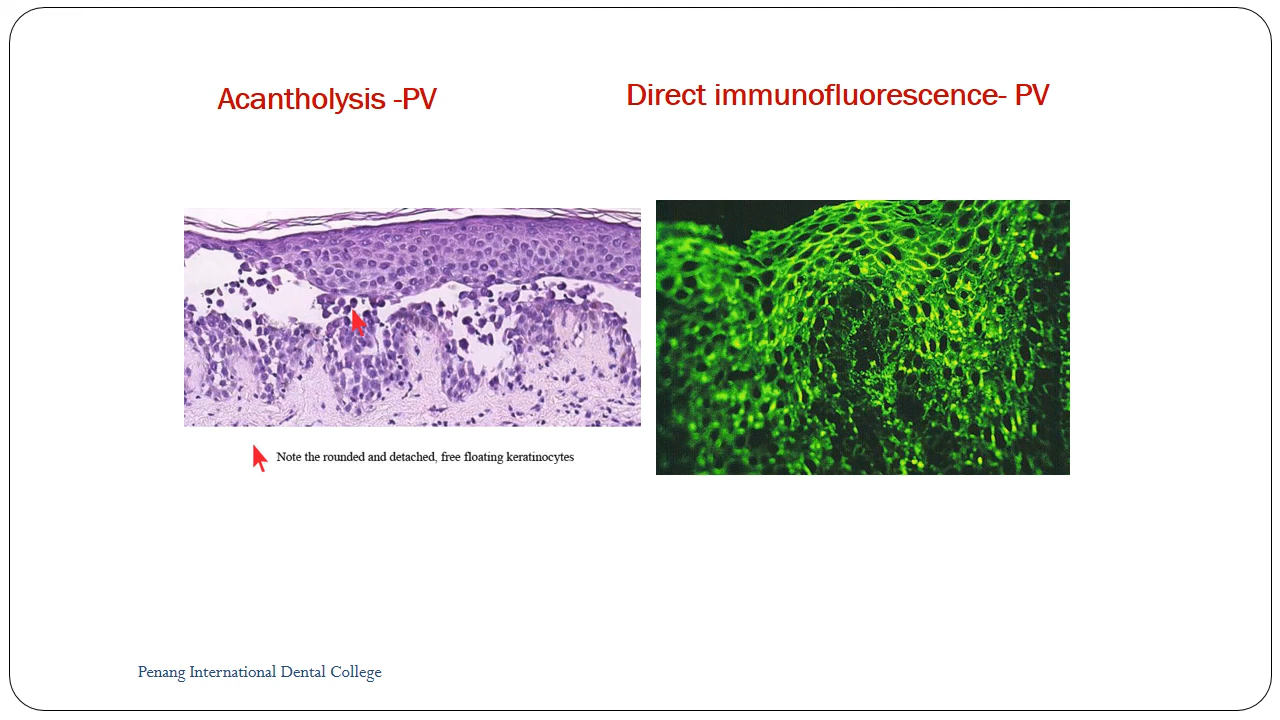 Acantholysis -PV
Direct immunofluorescence- PV
Note the rounded and detached, free floating keratinocytes
Penang International Dental College